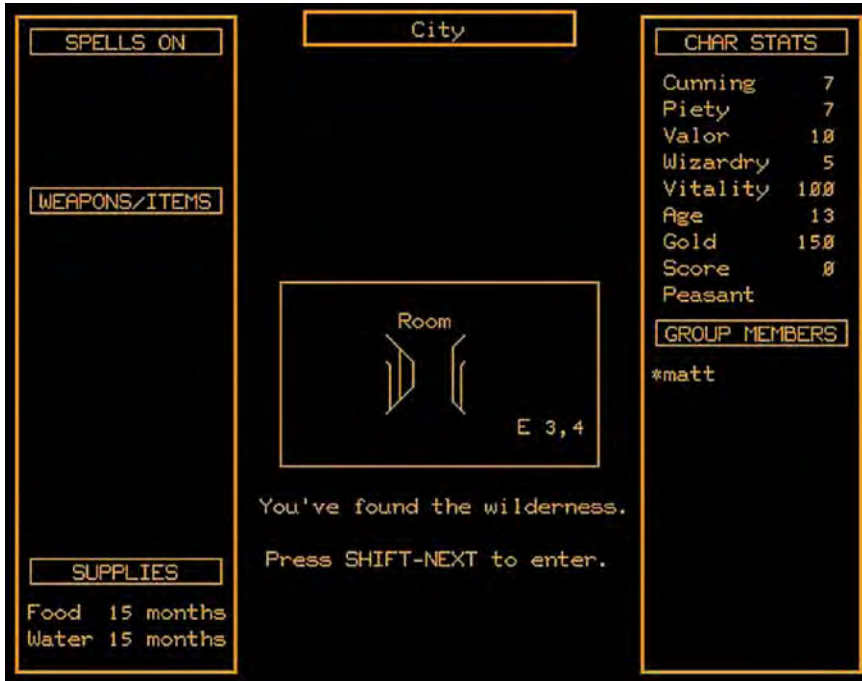 City
SPELLS ON
WEAPONS/ITEMS
SUPPLIES
Food 15 months
Water 15 months
Room
E 3,4
You've found the wilderness.
Press SHIFT-NEXT to enter.
CHAR STATS
Cunning 7
Piety 7
Valor 10
Wizardry 5
Vitality 100
Age 13
Gold 150
Score 0
Peasant
GROUP MEMBERS
*matt